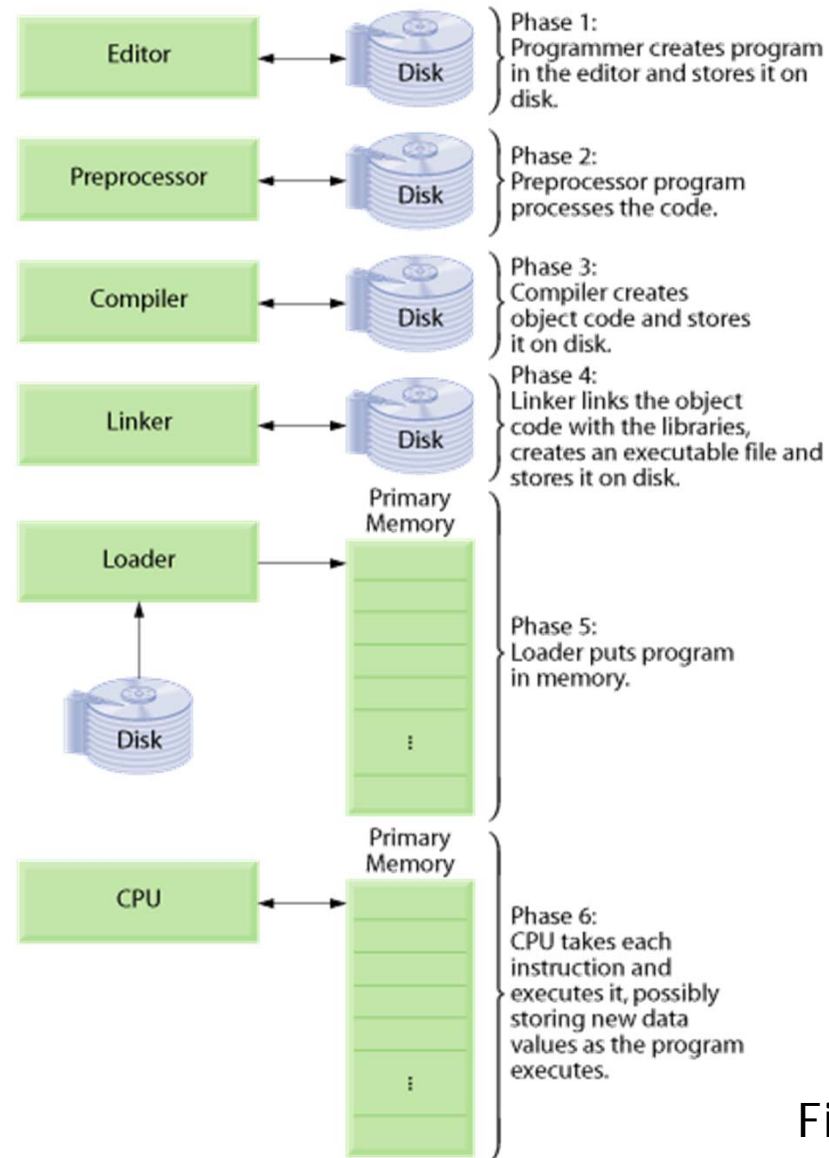 Editor
Disk
Phase 1:
Programmer creates program
in the editor and stores it on
disk.
Preprocessor
Disk
Phase 2:
Preprocessor program
processes the code.
Compiler
Disk
Phase 3:
Compiler creates
object code and stores
it on disk.
Linker
Disk
Phase 4:
Linker links the object
code with the libraries,
creates an executable file and
stores it on disk.
Primary
Memory
Loader
Disk
Phase 5:
Loader puts program
in memory.
Primary
Memory
CPU
Phase 6:
CPU takes each
instruction and
executes it, possibly
storing new data
values as the program
executes.